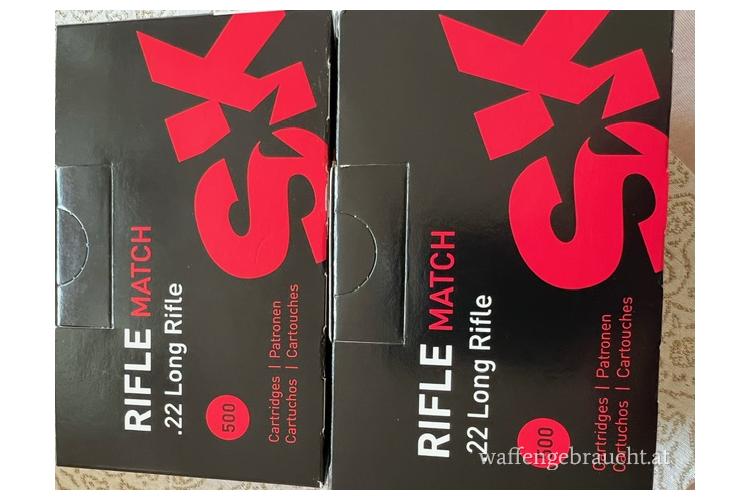 SK
RIFLE MATCH
.22 Long Rifle
500
Cartridges | Patronen
Cartuchos | Cartouches
SK
RIFLE MATCH
.22 Long Rifle
500
Cartridges | Patronen
Cartuchos | Cartouches
waffengebraucht.at